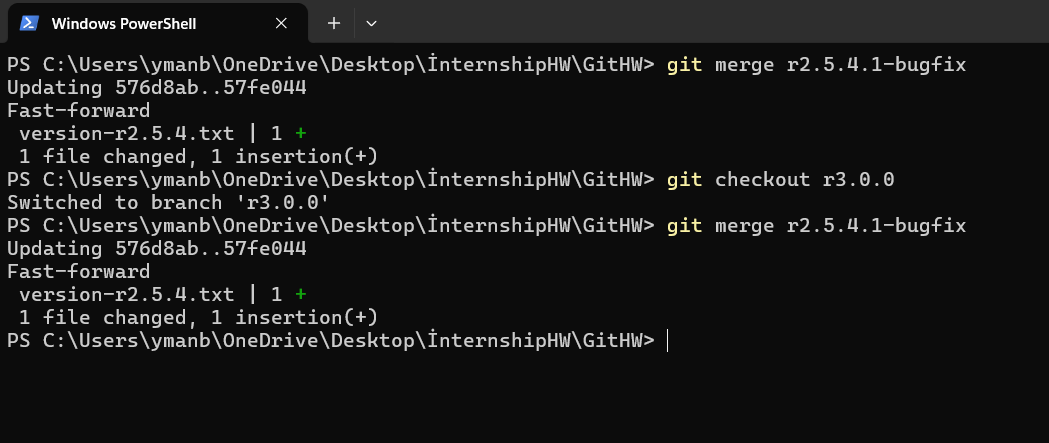 Windows PowerShell
PS C:\Users\ymanb\OneDrive\Desktop\İnternshipHW\GitHW> git merge r2.5.4.1-bugfix
Updating 576d8ab..57fe044
Fast-forward
 version-r2.5.4.txt | 1 +
 1 file changed, 1 insertion(+)
PS C:\Users\ymanb\OneDrive\Desktop\İnternshipHW\GitHW> git checkout r3.0.0
Switched to branch 'r3.0.0'
PS C:\Users\ymanb\OneDrive\Desktop\İnternshipHW\GitHW> git merge r2.5.4.1-bugfix
Updating 576d8ab..57fe044
Fast-forward
 version-r2.5.4.txt | 1 +
 1 file changed, 1 insertion(+)
PS C:\Users\ymanb\OneDrive\Desktop\İnternshipHW\GitHW>